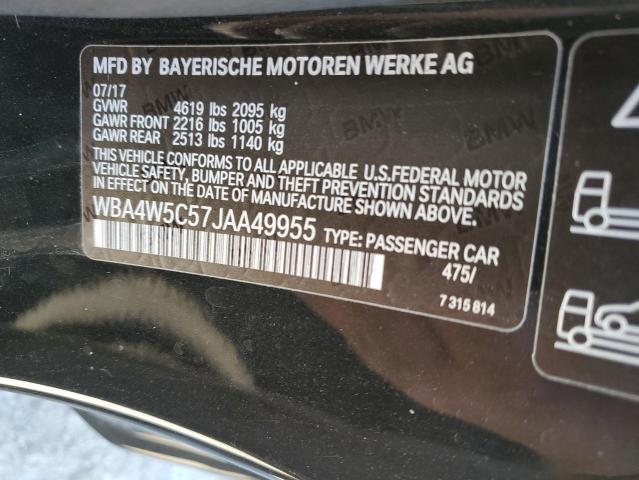 MFD BY BAYERISCHE MOTOREN WERKE AG
07/17
GVWR 4619 lbs 2095 kg
GAWR FRONT 2216 lbs 1005 kg
GAWR REAR 2513 lbs 1140 kg
THIS VEHICLE CONFORMS TO ALL APPLICABLE U.S.FEDERAL MOTOR
VEHICLE SAFETY, BUMPER AND THEFT PREVENTION STANDARDS
IN EFFECT ON THE DATE OF MANUFACTURE SHOWN ABOVE.
WBA4W5C57JAA49955 TYPE: PASSENGER CAR
475/
7 315 814